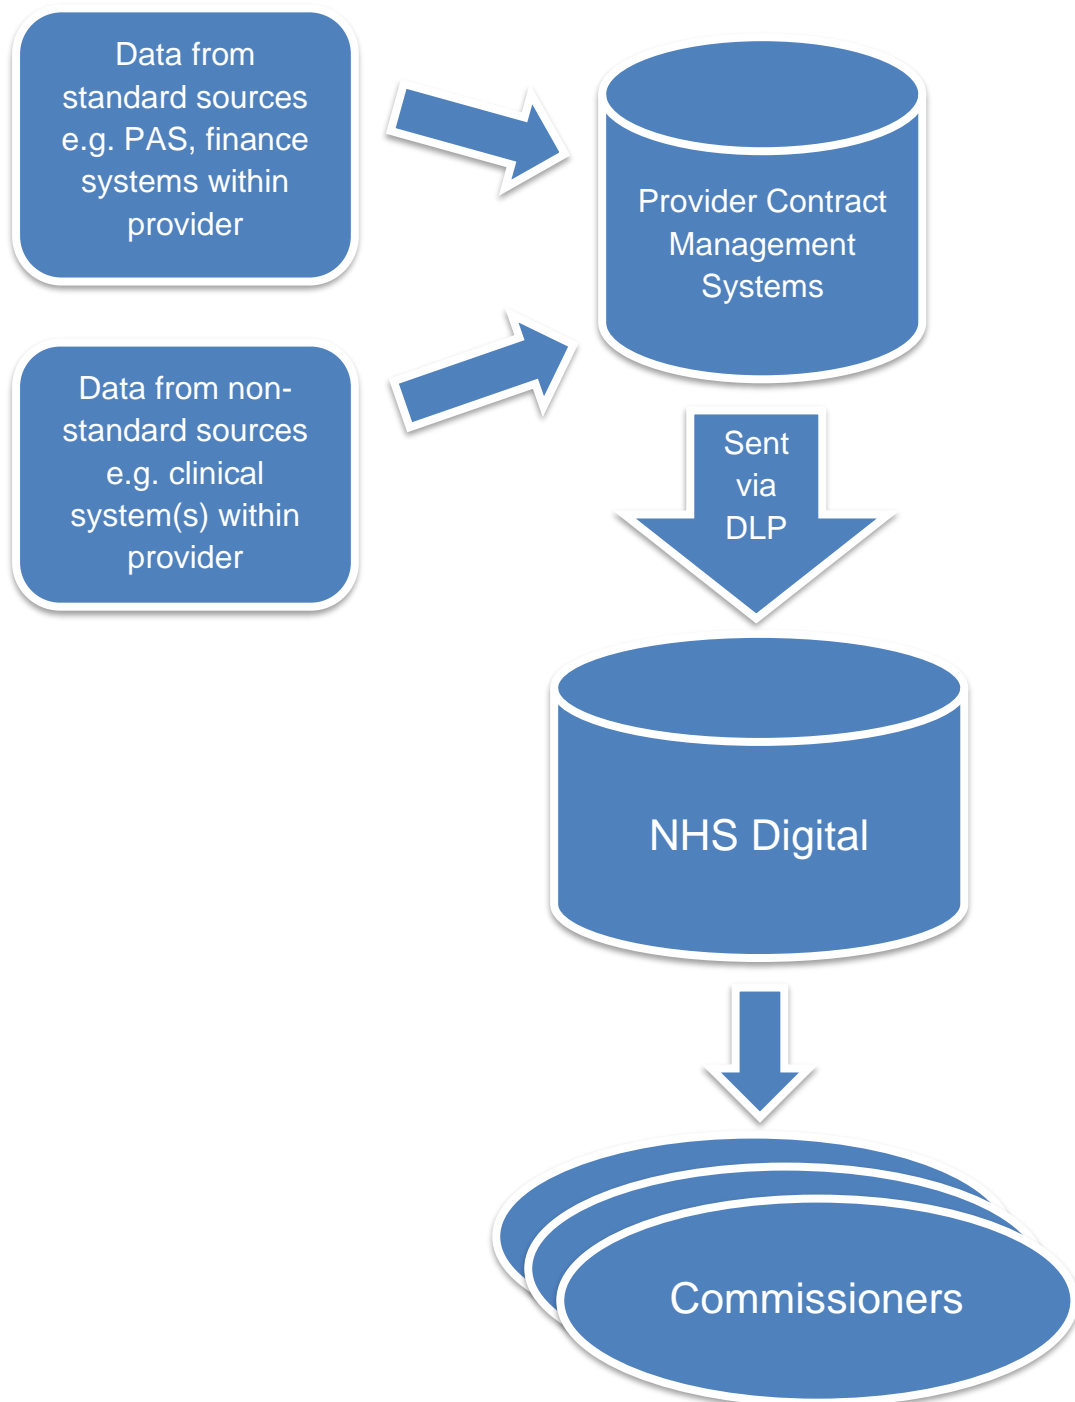 Data from
standard sources
e.g. PAS, finance
systems within
provider
Provider Contract
Management
Systems
Data from non-
standard sources
e.g. clinical
system(s) within
provider
Sent
via
DLP
NHS Digital
Commissioners